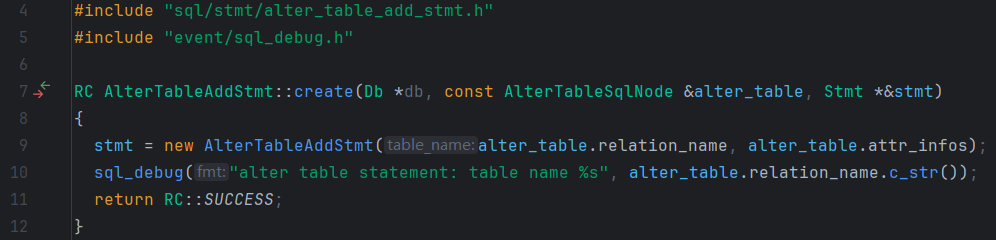 4 #include "sql/stmt/alter_table_add_stmt.h"
5 #include "event/sql_debug.h"
6
7 RC AlterTableAddStmt::create(Db *db, const AlterTableSqlNode &alter_table, Stmt *&stmt)
8 {
9 stmt = new AlterTableAddStmt( table_name: alter_table.relation_name, alter_table.attr_infos);
10 sql_debug( fmt: "alter table statement: table name %s", alter_table.relation_name.c_str());
11 return RC::SUCCESS;
12 }